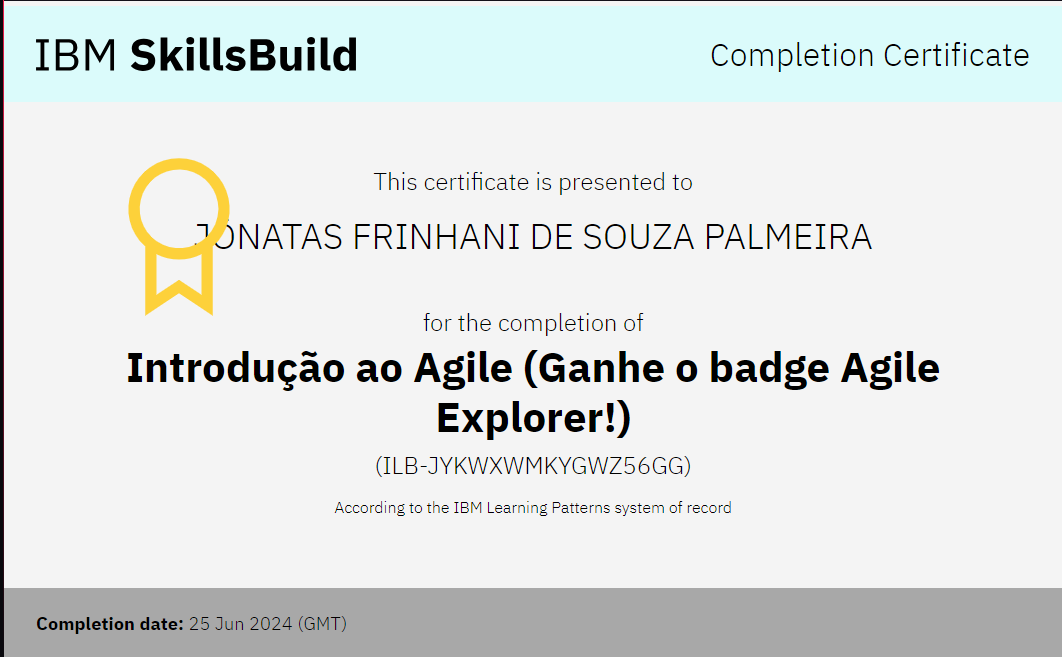 IBM SkillsBuild
Completion Certificate
This certificate is presented to
JÔNATAS FRINHANI DE SOUZA PALMEIRA
for the completion of
Introdução ao Agile (Ganhe o badge Agile
Explorer!)
(ILB-JYKWXWMKYGWZ56GG)
According to the IBM Learning Patterns system of record
Completion date: 25 Jun 2024 (GMT)